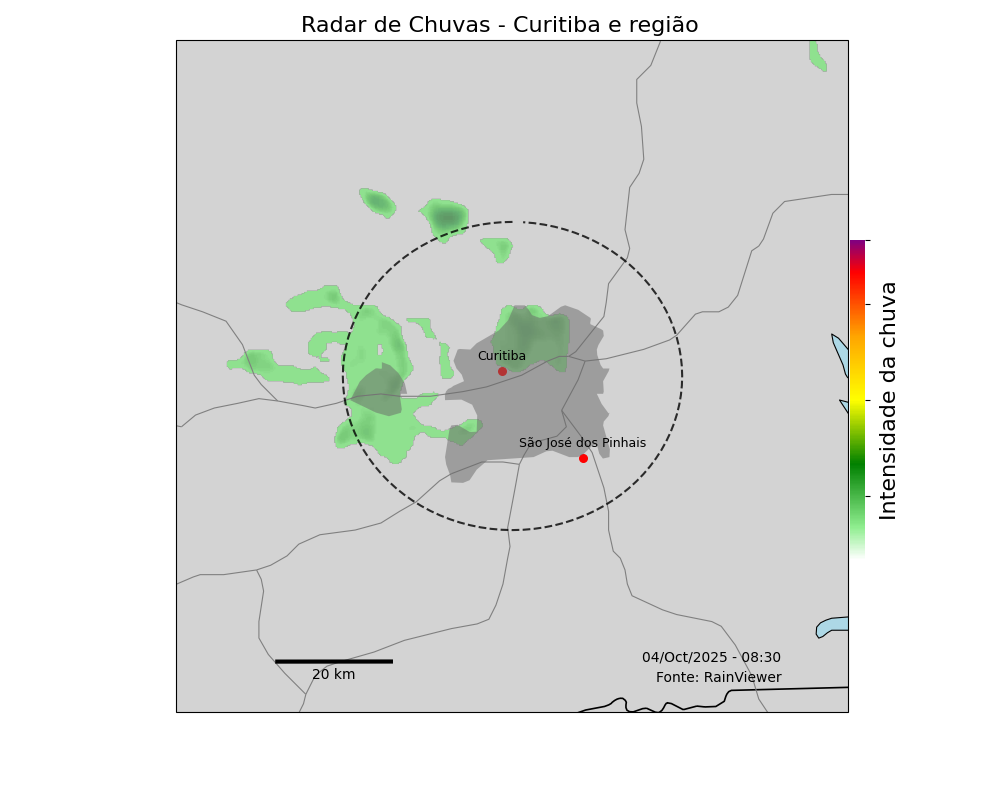 Radar de Chuvas - Curitiba e região
Curitiba
São José dos Pinhais
Intensidade da chuva
20 km
04/Oct/2025 - 08:30
Fonte: RainViewer